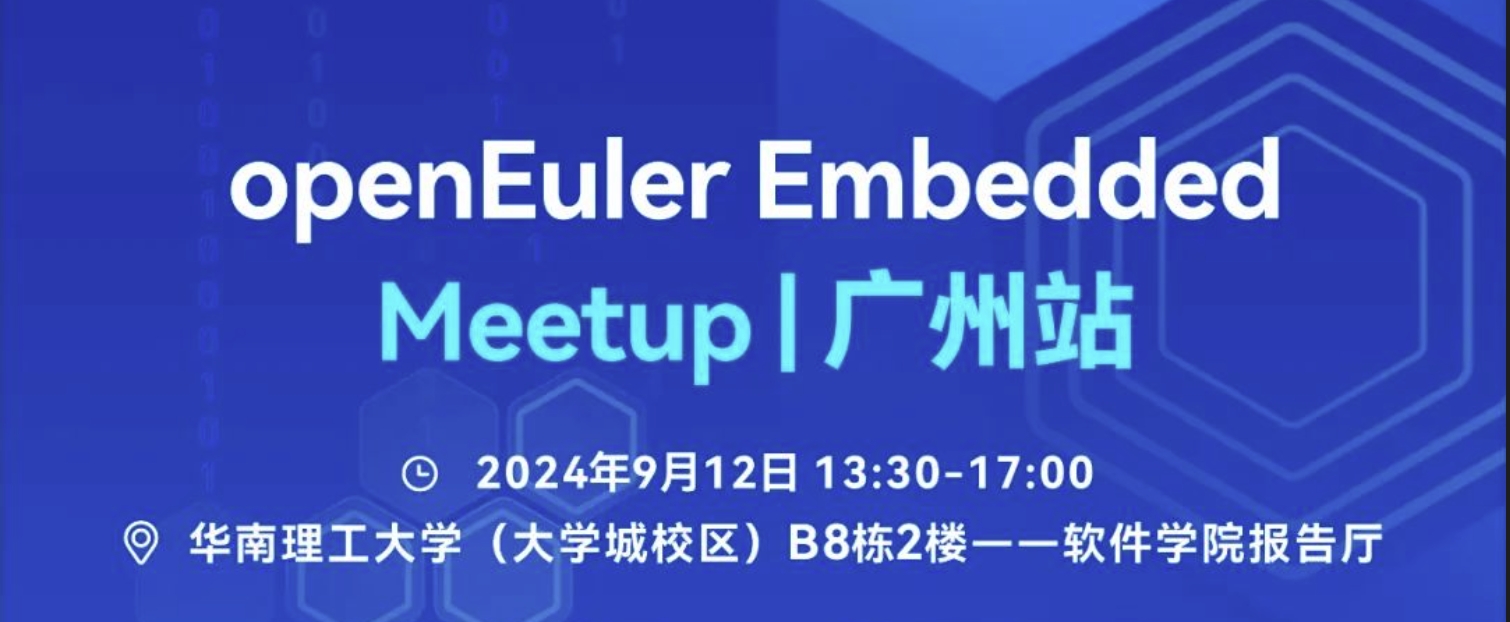 openEuler Embedded
Meetup | 广州站
2024年9月12日 13:30-17:00
华南理工大学（大学城校区）B8栋2楼——软件学院报告厅